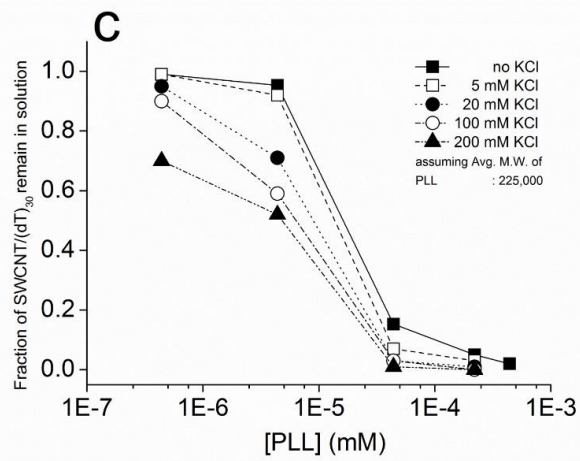 C
Fraction of SWCNT/(dT)30 remain in solution
1.0
0.8
0.6
0.4
0.2
0.0
no KCl
5 mM KCl
20 mM KCl
100 mM KCl
200 mM KCl
assuming Avg. M.W. of
PLL : 225,000
1E-7 1E-6 1E-5 1E-4 1E-3
[PLL] (mM)